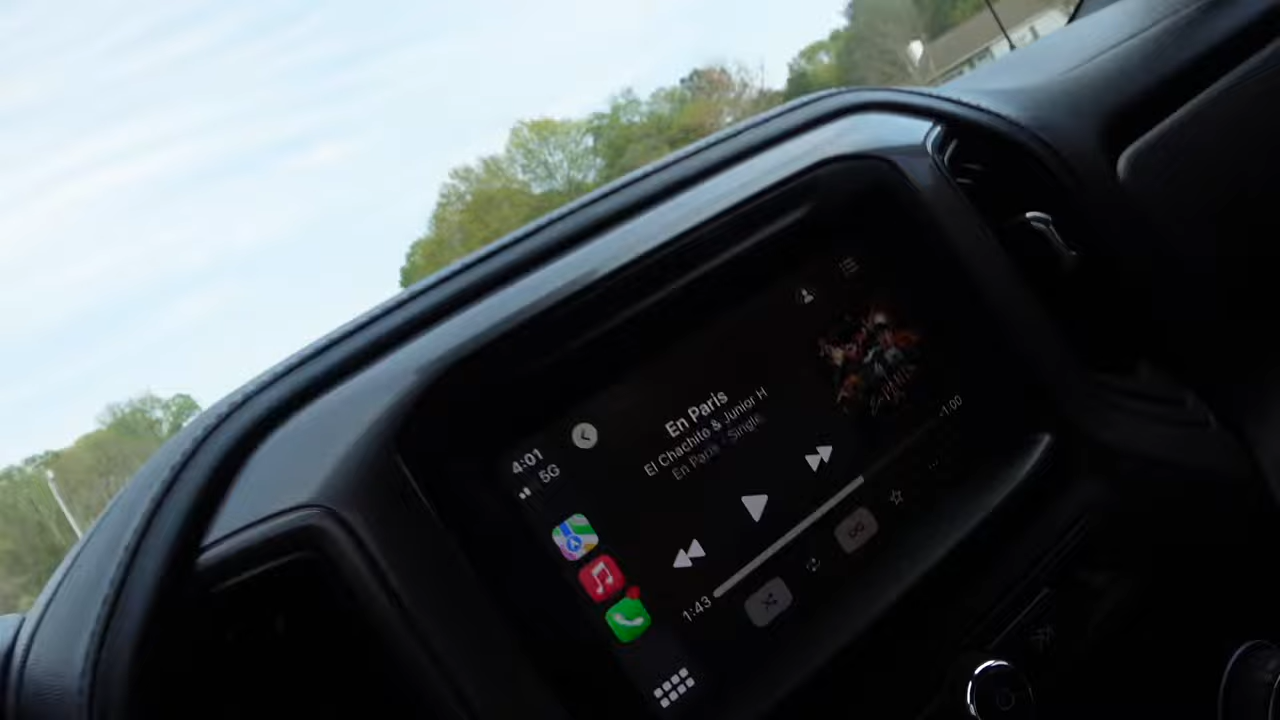 4:01
5G
En Paris
El Chachito & Junior H
En Paris - Single
1:43
-1:00